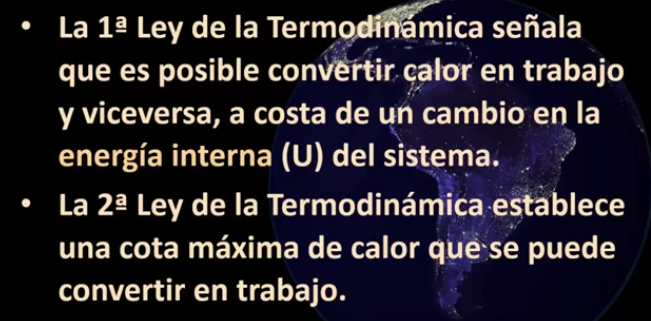 • La 1ª Ley de la Termodinámica señala
que es posible convertir calor en trabajo
y viceversa, a costa de un cambio en la
energía interna (U) del sistema.
• La 2ª Ley de la Termodinámica establece
una cota máxima de calor que se puede
convertir en trabajo.